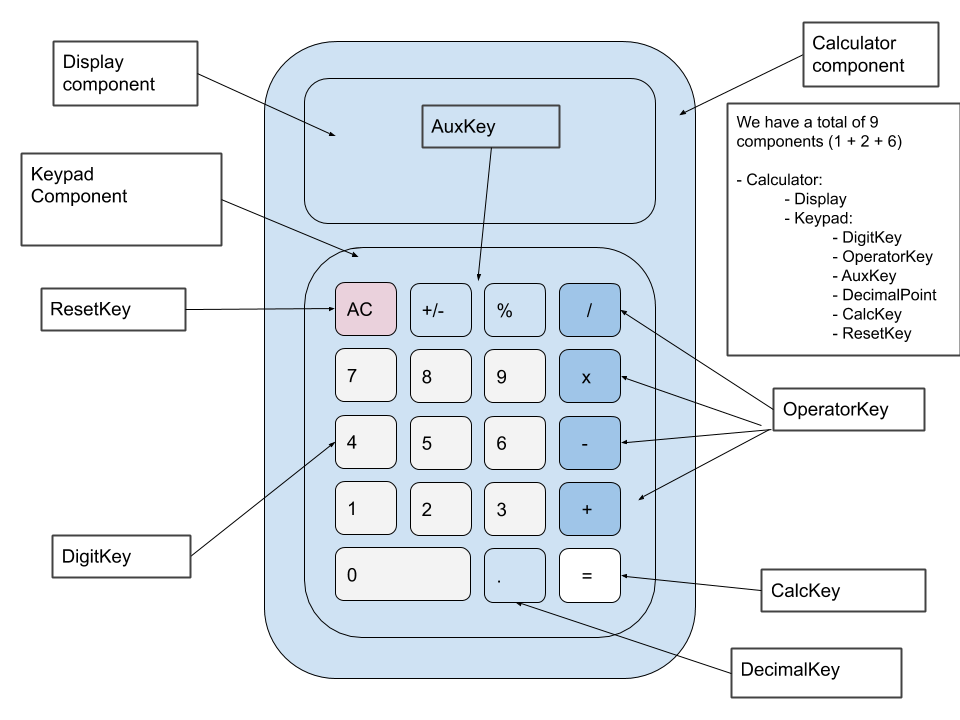 Display
component
Calculator
component
AuxKey
We have a total of 9
components (1 + 2 + 6)
- Calculator:
- Display
- Keypad:
- DigitKey
- OperatorKey
- AuxKey
- DecimalPoint
- CalcKey
- ResetKey
Keypad
Component
ResetKey
AC
+/-
%
/
7
8
9
x
OperatorKey
4
5
6
-
1
2
3
+
DigitKey
0
.
=
CalcKey
DecimalKey